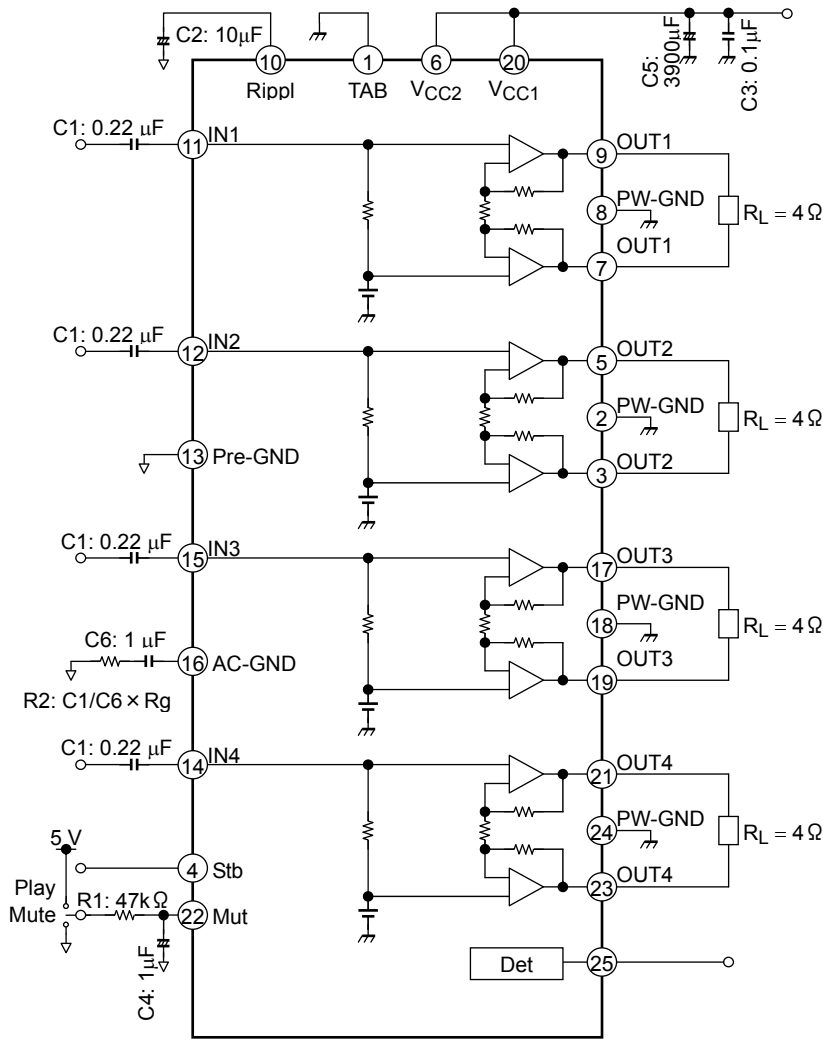 C2: 10μF
C5: 3900μF
C3: 0.1μF
10
1
6
20
Rippl
TAB
VCC2
VCC1
C1: 0.22 μF
11
IN1
9
OUT1
8
PW-GND
RL = 4 Ω
OUT1
7
C1: 0.22 μF
12
IN2
5
OUT2
2
PW-GND
RL = 4 Ω
13
Pre-GND
3
OUT2
C1: 0.22 μF
15
IN3
17
OUT3
PW-GND
18
RL = 4 Ω
C6: 1 μF
16
AC-GND
OUT3
19
R2: C1/C6 × Rg
C1: 0.22 μF
14
IN4
21
OUT4
PW-GND
24
RL = 4 Ω
5 V
4
Stb
23
OUT4
Play
Mute
R1: 47k Ω
22
Mut
C4: 1μF
Det
25